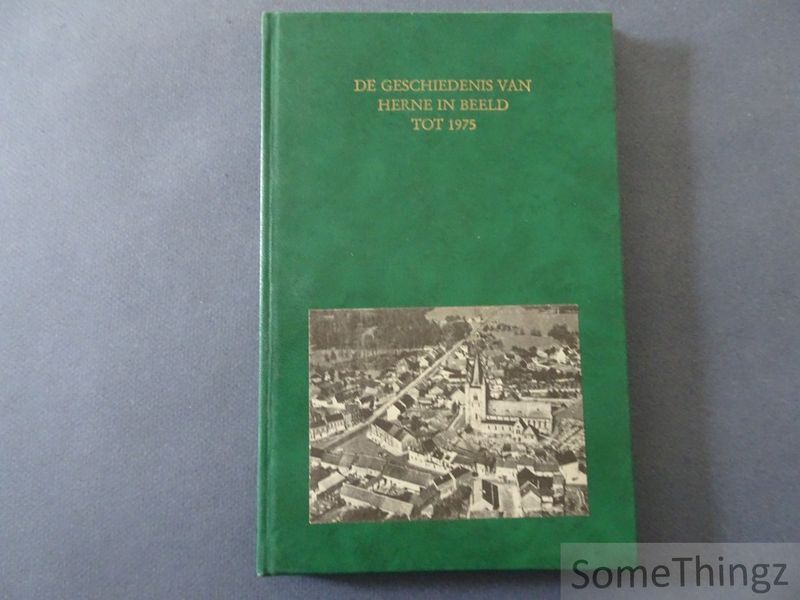 DE GESCHIEDENIS VAN
HERNE IN BEELD
TOT 1975
SomeThingz